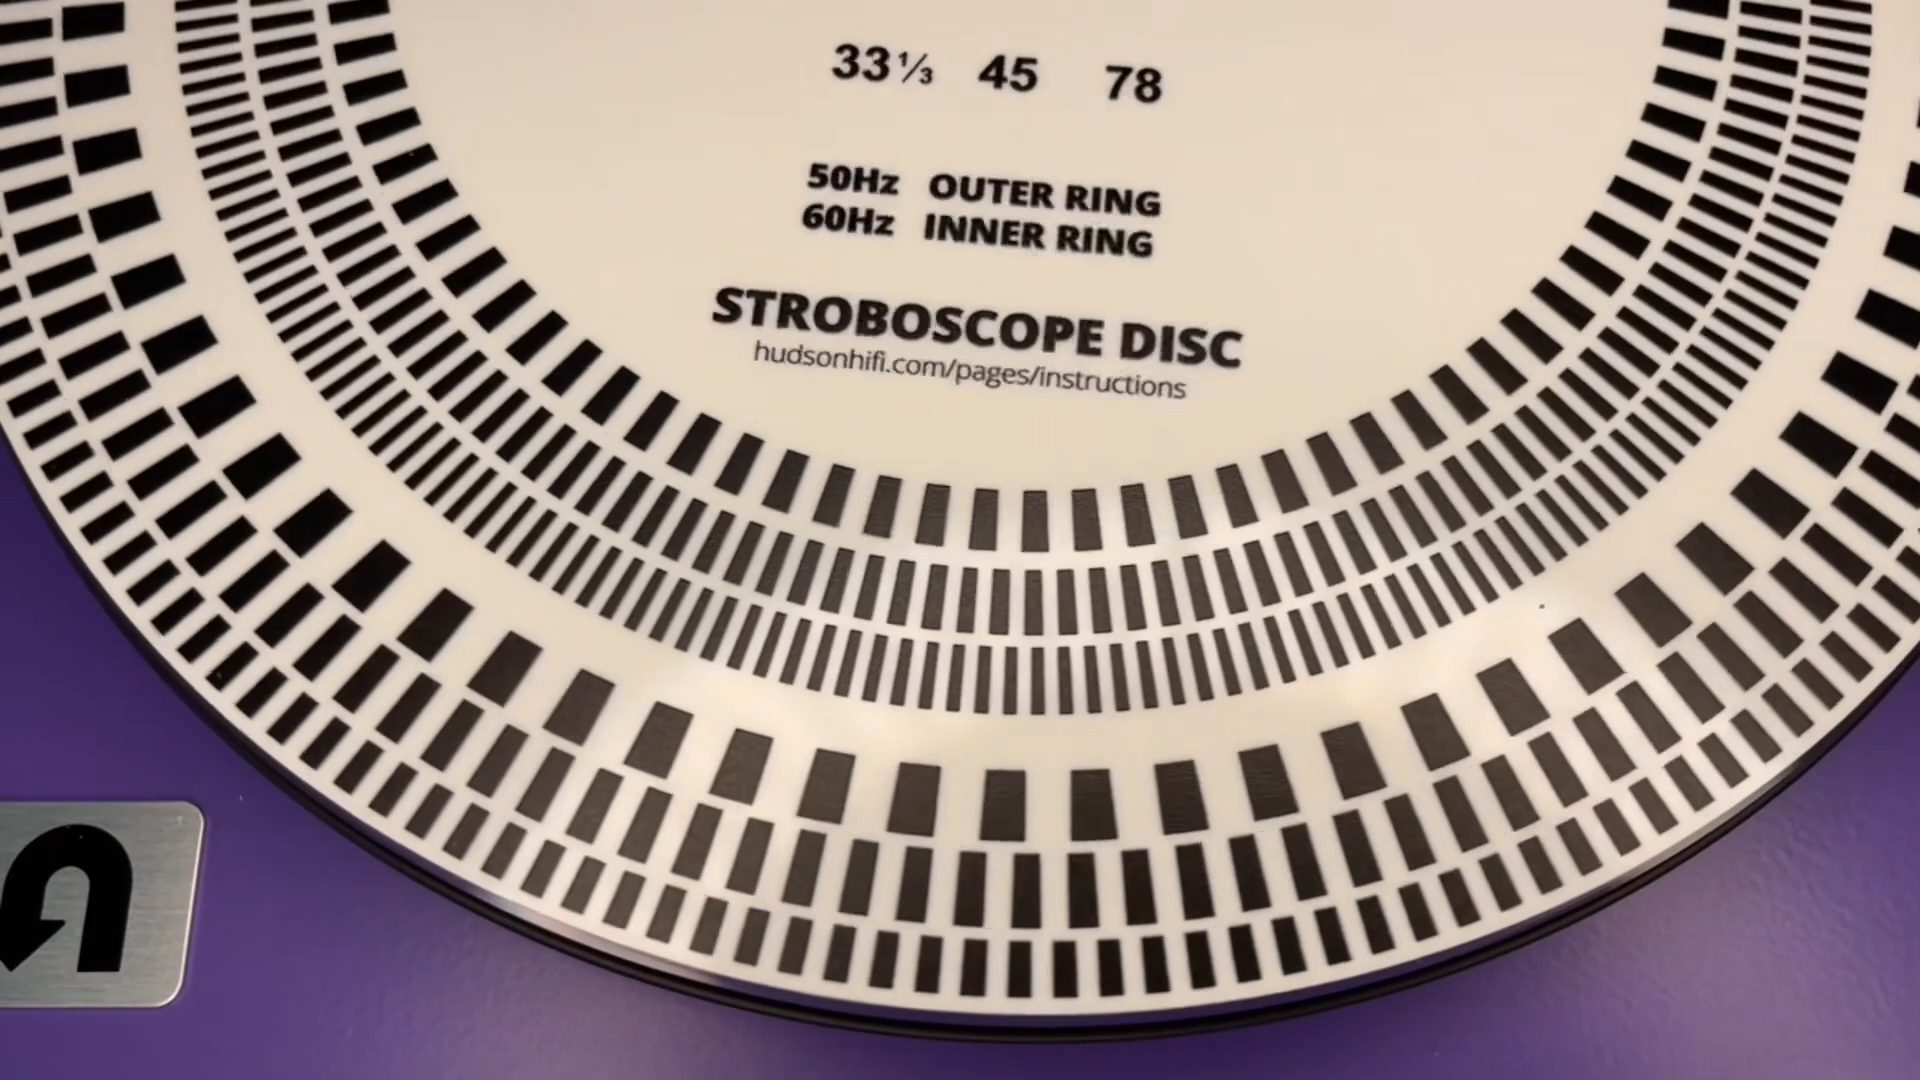 33⅓ 45 78
50Hz OUTER RING
60Hz INNER RING
STROBOSCOPE DISC
hudsonhifi.com/pages/instructions